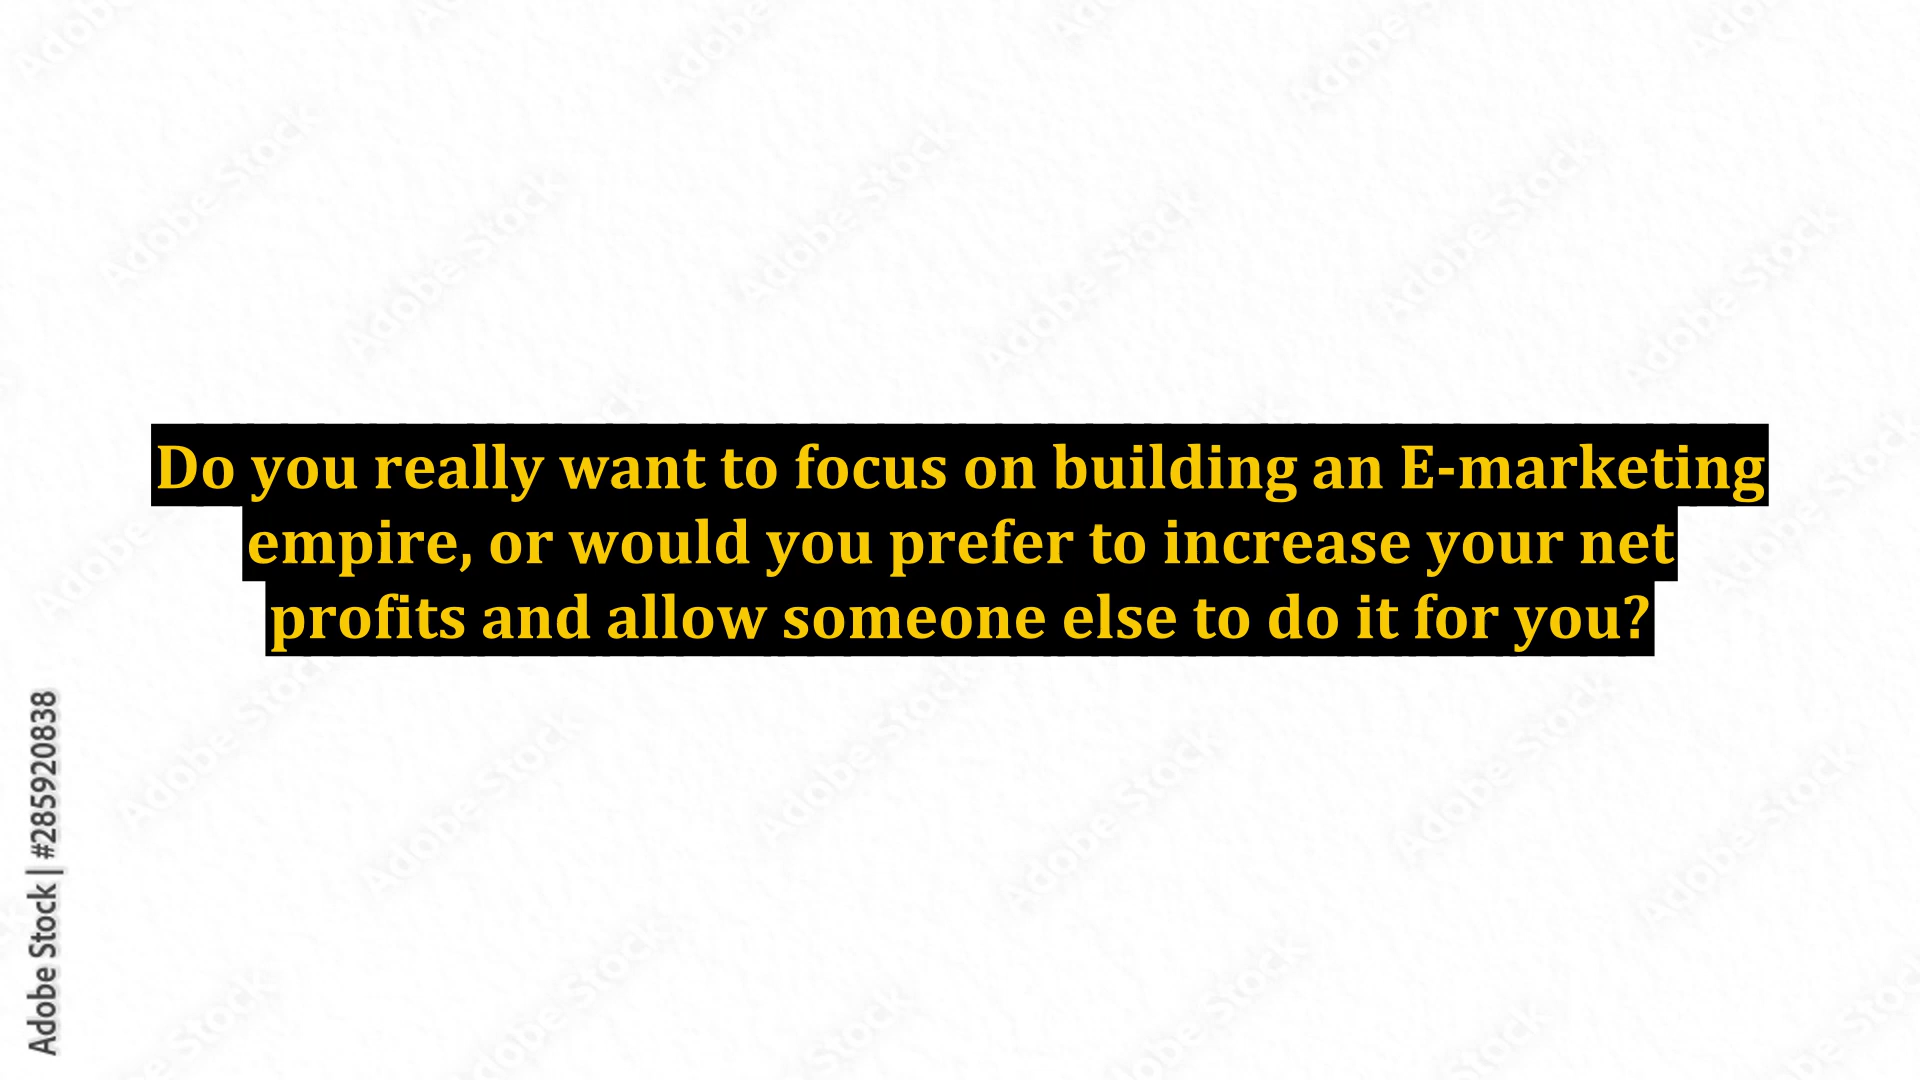 Do you really want to focus on building an E-marketing
empire, or would you prefer to increase your net
profits and allow someone else to do it for you?
Adobe Stock | #285920838